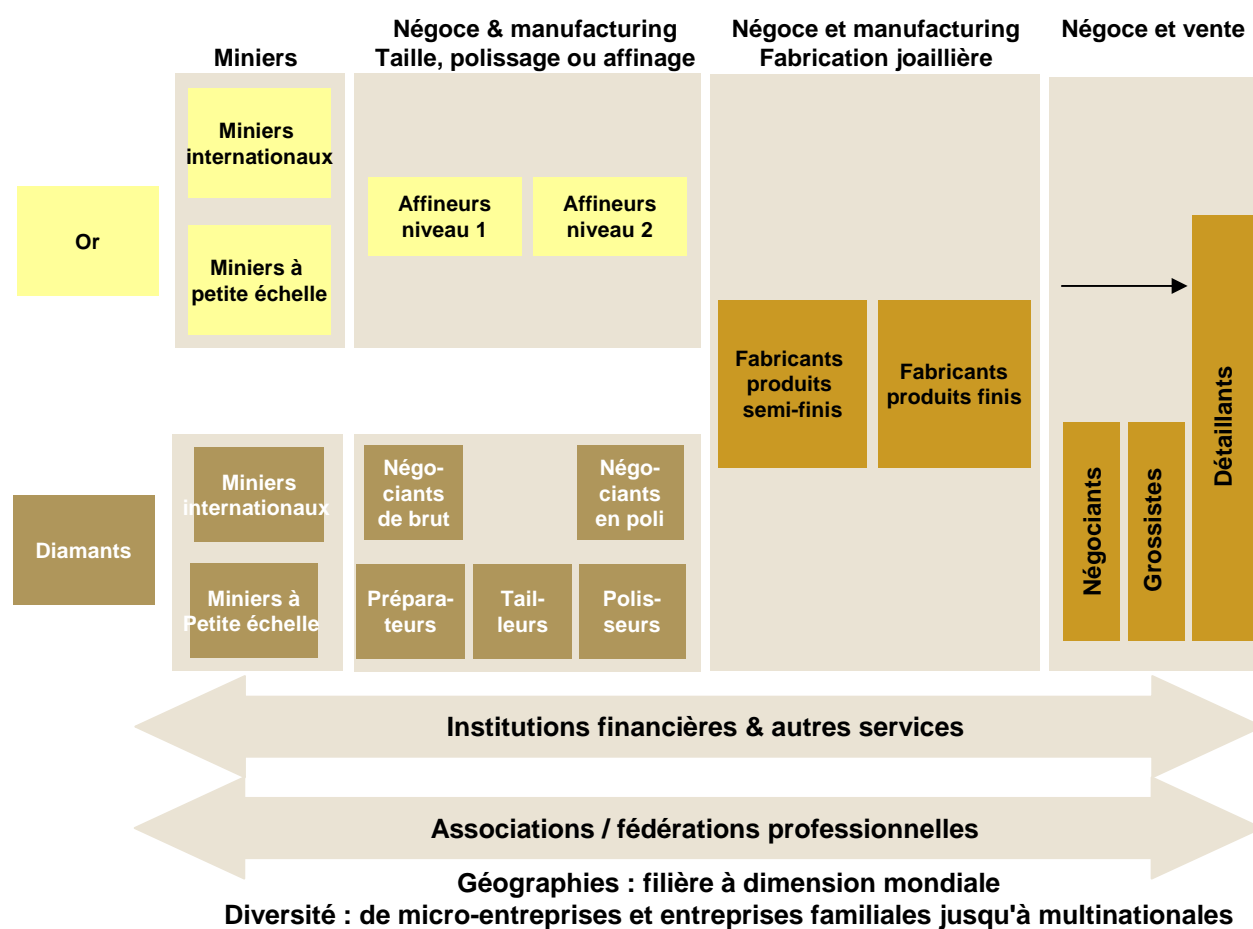 Miniers
Négoce & manufacturing
Taille, polissage ou affinage
Négoce et manufacturing
Fabrication joaillière
Négoce et vente
Or
Miniers
internationaux
Miniers à
petite échelle
Affineurs
niveau 1
Affineurs
niveau 2
Fabricants
produits
semi-finis
Fabricants
produits finis
Négociants
Grossistes
Détaillants
Diamants
Miniers
internationaux
Miniers à
Petite échelle
Négo-
ciants
de brut
Négo-
ciants
en poli
Prépara-
teurs
Tail-
leurs
Polis-
seurs
Institutions financières & autres services
Associations / fédérations professionnelles
Géographies : filière à dimension mondiale
Diversité : de micro-entreprises et entreprises familiales jusqu'à multinationales